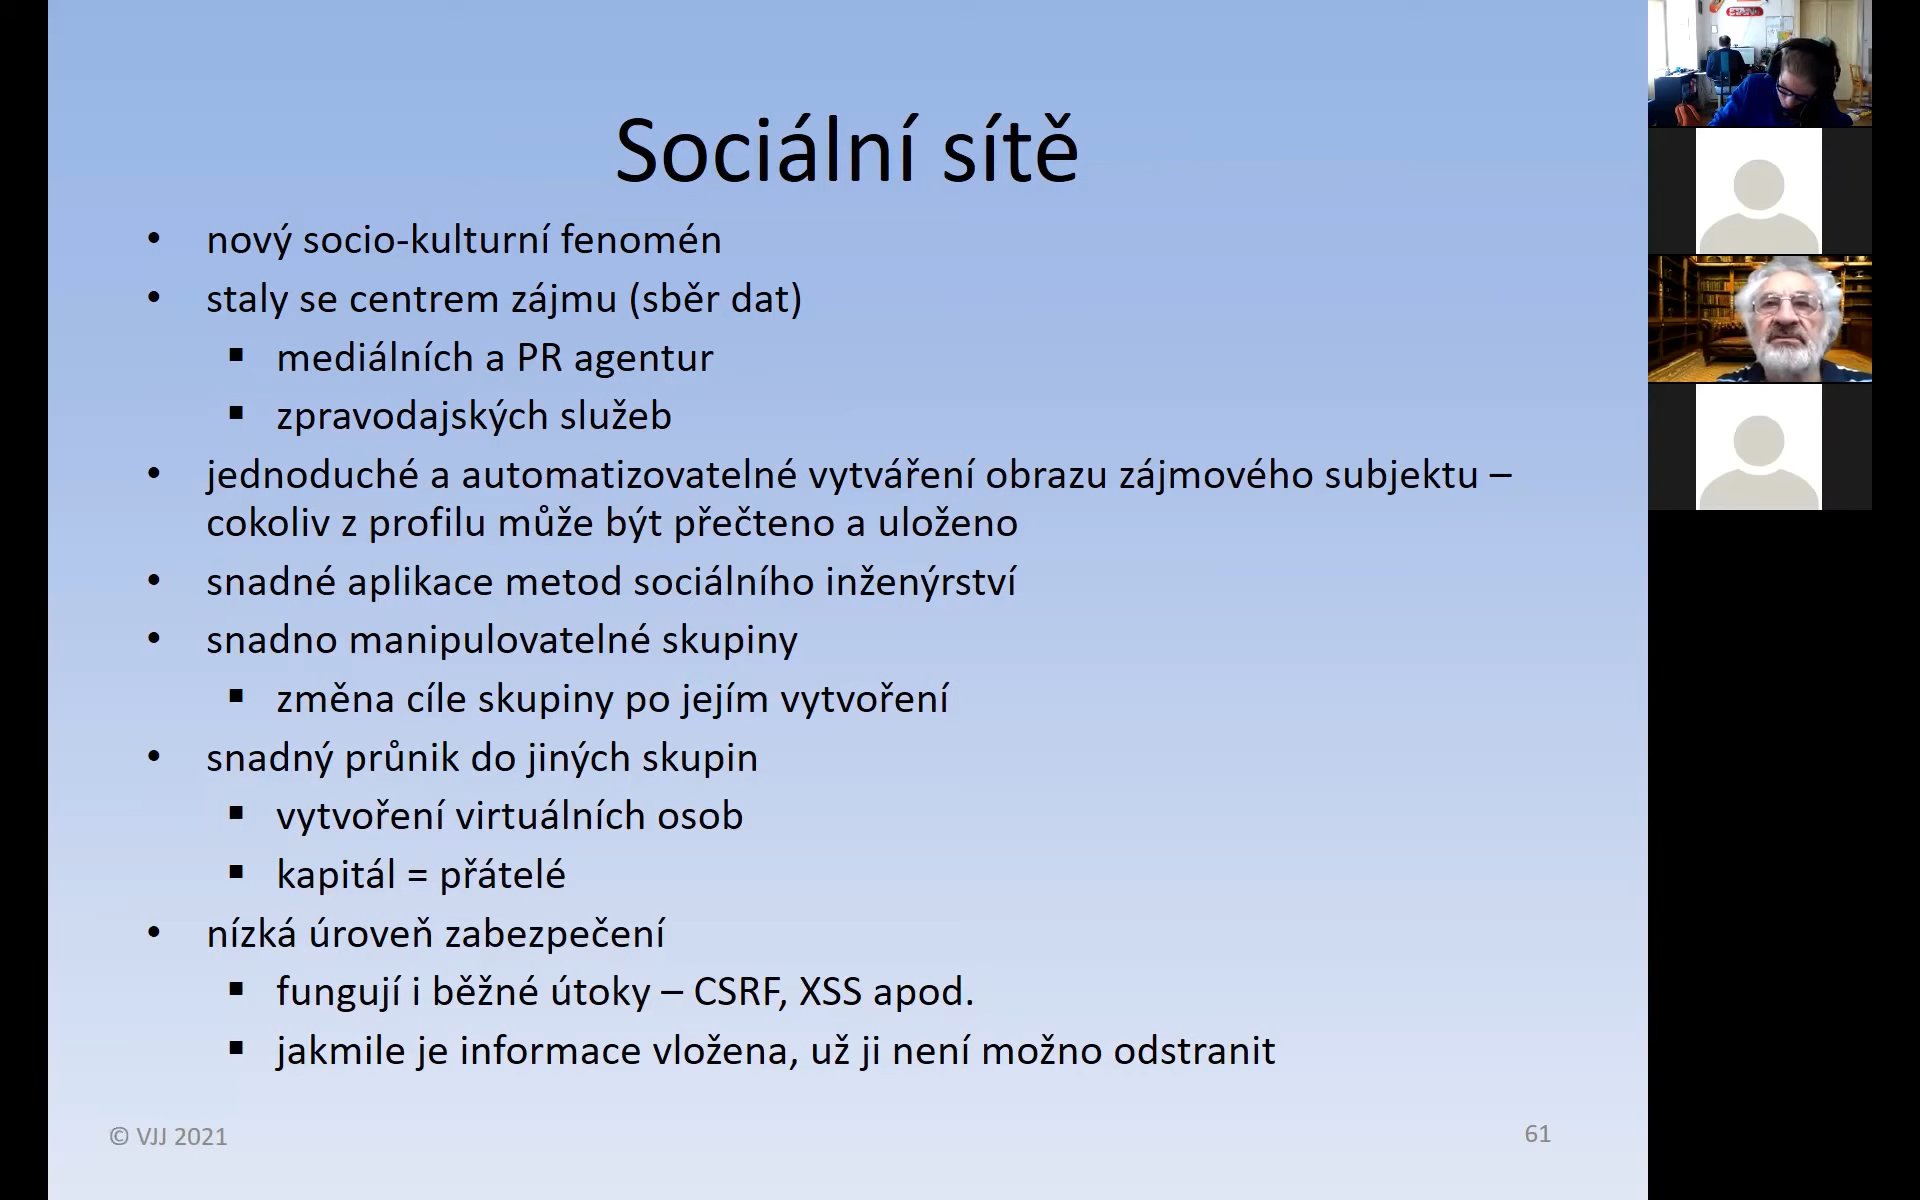 Sociální sítě
• nový socio-kulturní fenomén
• staly se centrem zájmu (sběr dat)
▪ mediálních a PR agentur
▪ zpravodajských služeb
• jednoduché a automatizovatelné vytváření obrazu zájmového subjektu –
cokoliv z profilu může být přečteno a uloženo
• snadné aplikace metod sociálního inženýrství
• snadno manipulovatelné skupiny
▪ změna cíle skupiny po jejím vytvoření
• snadný průnik do jiných skupin
▪ vytvoření virtuálních osob
▪ kapitál = přátelé
• nízká úroveň zabezpečení
▪ fungují i běžné útoky – CSRF, XSS apod.
▪ jakmile je informace vložena, už ji není možno odstranit
© VJJ 2021
61